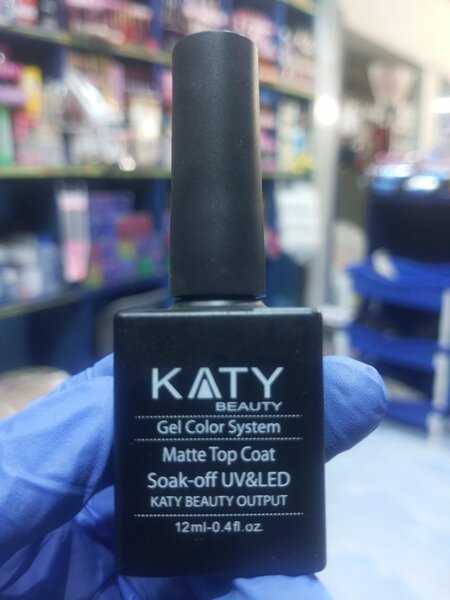 KATY
BEAUTY
Gel Color System
Matte Top Coat
Soak-off UV&LED
KATY BEAUTY OUTPUT
12ml-0.4fl.oz.